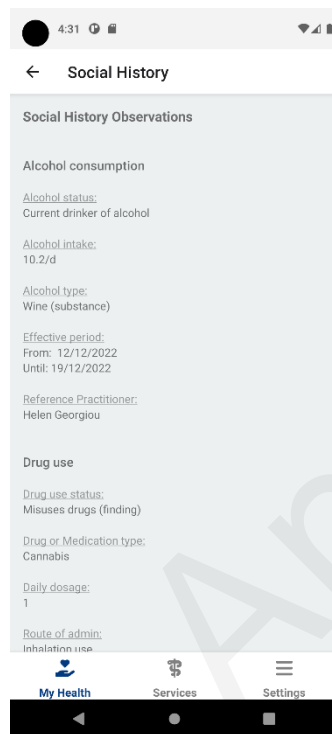 4:31
Social History
Social History Observations
Alcohol consumption
Alcohol status:
Current drinker of alcohol
Alcohol intake:
10.2/d
Alcohol type:
Wine (substance)
Effective period:
From: 12/12/2022
Until: 19/12/2022
Reference Practitioner:
Helen Georgiou
Drug use
Drug use status:
Misuses drugs (finding)
Drug or Medication type:
Cannabis
Daily dosage:
1
Route of admin:
Inhalation use
My Health Services Settings